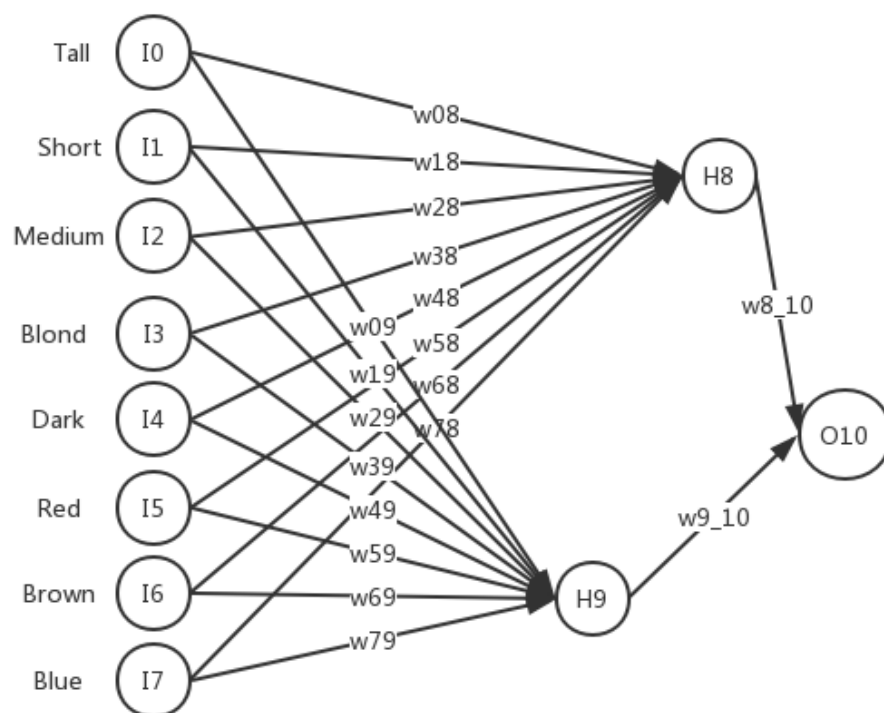 Tall I0
w08
Short I1
w18
H8
Medium I2
w28
w38
w48
w8_10
Blond I3
w09
w58
w19
w68
Dark I4
w29
w78
O10
w39
Red I5
w49
w9_10
w59
Brown I6
w69
H9
w79
Blue I7